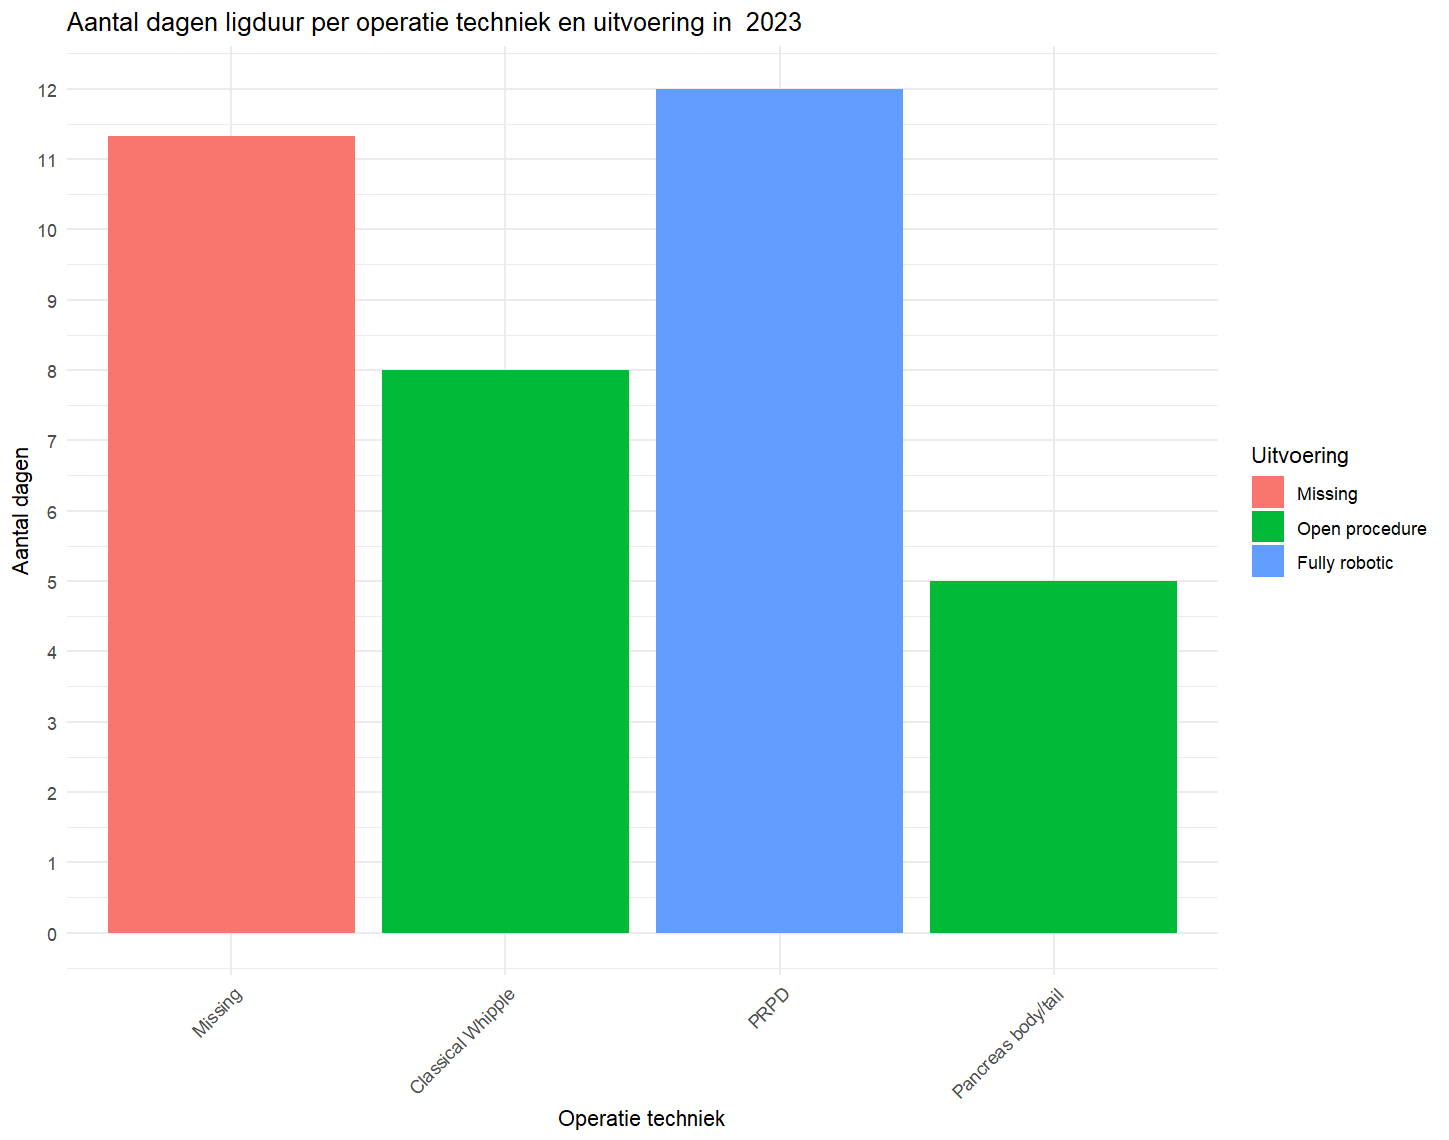 Aantal dagen ligduur per operatie techniek en uitvoering in  2023
12
11
10
9
8
7
6
5
4
3
2
1
0
Aantal dagen
Missing
Classical Whipple
PRPD
Pancreas body/tail
Operatie techniek
Uitvoering
Missing
Open procedure
Fully robotic